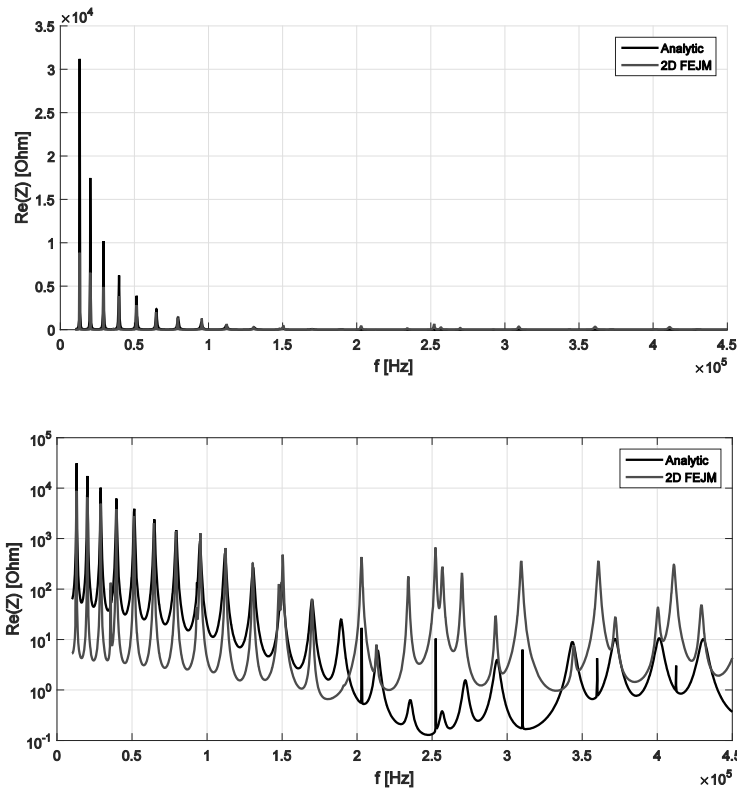 ×10⁴
3.5
3
2.5
2
1.5
1
0.5
0
Re(Z) [Ohm]
Analytic
2D FEJM
0 0.5 1 1.5 2 2.5 3 3.5 4 4.5
f [Hz]
×10⁵
10⁵
10⁴
10³
10²
10¹
10⁰
10⁻¹
Re(Z) [Ohm]
Analytic
2D FEJM
0 0.5 1 1.5 2 2.5 3 3.5 4 4.5
f [Hz]
×10⁵